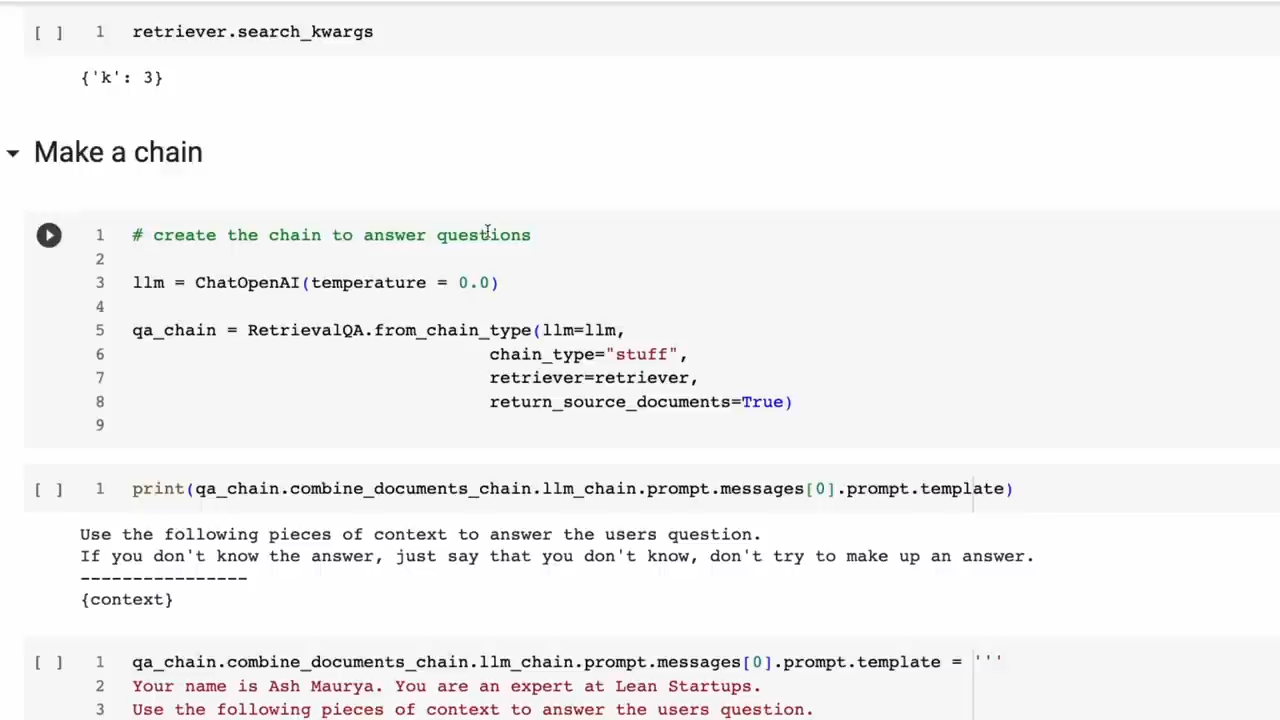 [ ] 1 retriever.search_kwargs
{'k': 3}
Make a chain
1 # create the chain to answer questions
2
3 llm = ChatOpenAI(temperature = 0.0)
4
5 qa_chain = RetrievalQA.from_chain_type(llm=llm,
6 chain_type="stuff",
7 retriever=retriever,
8 return_source_documents=True)
9
[ ] 1 print(qa_chain.combine_documents_chain.llm_chain.prompt.messages[0].prompt.template)
Use the following pieces of context to answer the users question.
If you don't know the answer, just say that you don't know, don't try to make up an answer.
----------------
{context}
[ ] 1 qa_chain.combine_documents_chain.llm_chain.prompt.messages[0].prompt.template = '''
2 Your name is Ash Maurya. You are an expert at Lean Startups.
3 Use the following pieces of context to answer the users question.